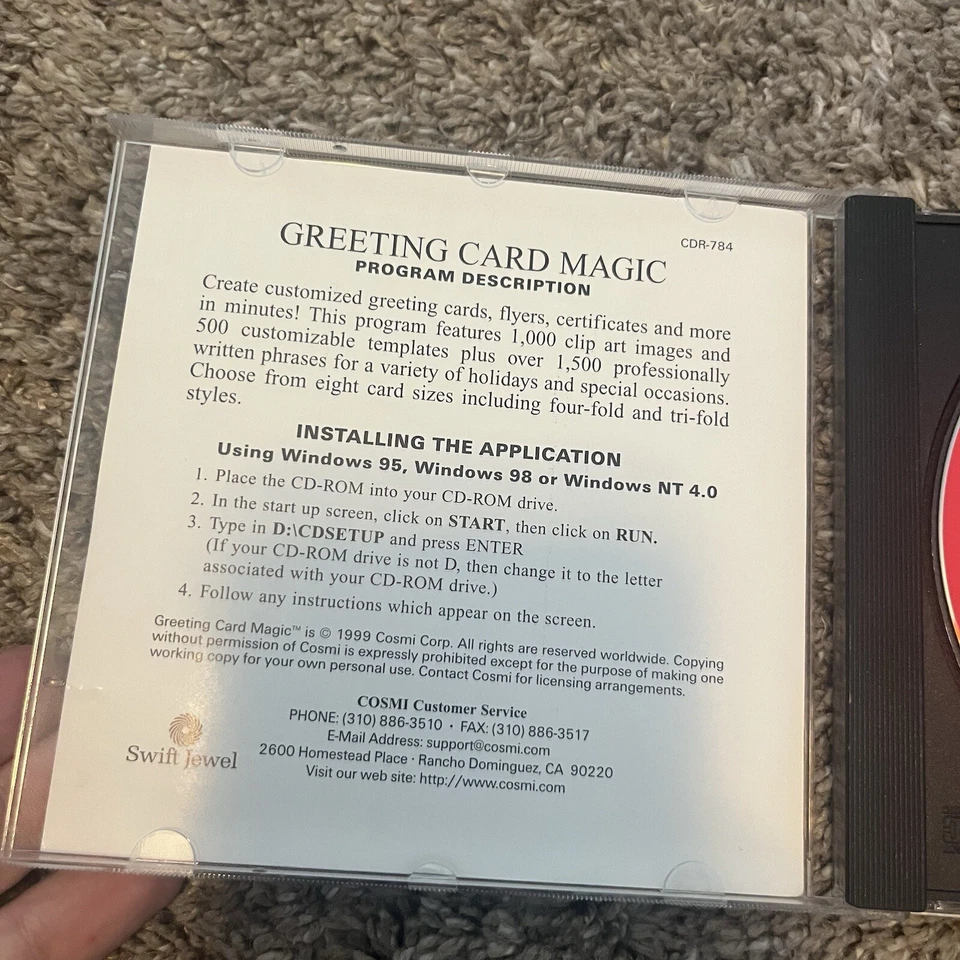 CDR-784
GREETING CARD MAGIC
PROGRAM DESCRIPTION
Create customized greeting cards, flyers, certificates and more
in minutes! This program features 1,000 clip art images and
500 customizable templates plus over 1,500 professionally
written phrases for a variety of holidays and special occasions.
Choose from eight card sizes including four-fold and tri-fold
styles.
INSTALLING THE APPLICATION
Using Windows 95, Windows 98 or Windows NT 4.0
1. Place the CD-ROM into your CD-ROM drive.
2. In the start up screen, click on START, then click on RUN.
3. Type in D:\CDSETUP and press ENTER
(If your CD-ROM drive is not D, then change it to the letter
associated with your CD-ROM drive.)
4. Follow any instructions which appear on the screen.
Greeting Card Magic™ is © 1999 Cosmi Corp. All rights are reserved worldwide. Copying
without permission of Cosmi is expressly prohibited except for the purpose of making one
working copy for your own personal use. Contact Cosmi for licensing arrangements.
COSMI Customer Service
PHONE: (310) 886-3510 · FAX: (310) 886-3517
E-Mail Address: support@cosmi.com
2600 Homestead Place · Rancho Dominguez, CA 90220
Visit our web site: http://www.cosmi.com
Swift Jewel